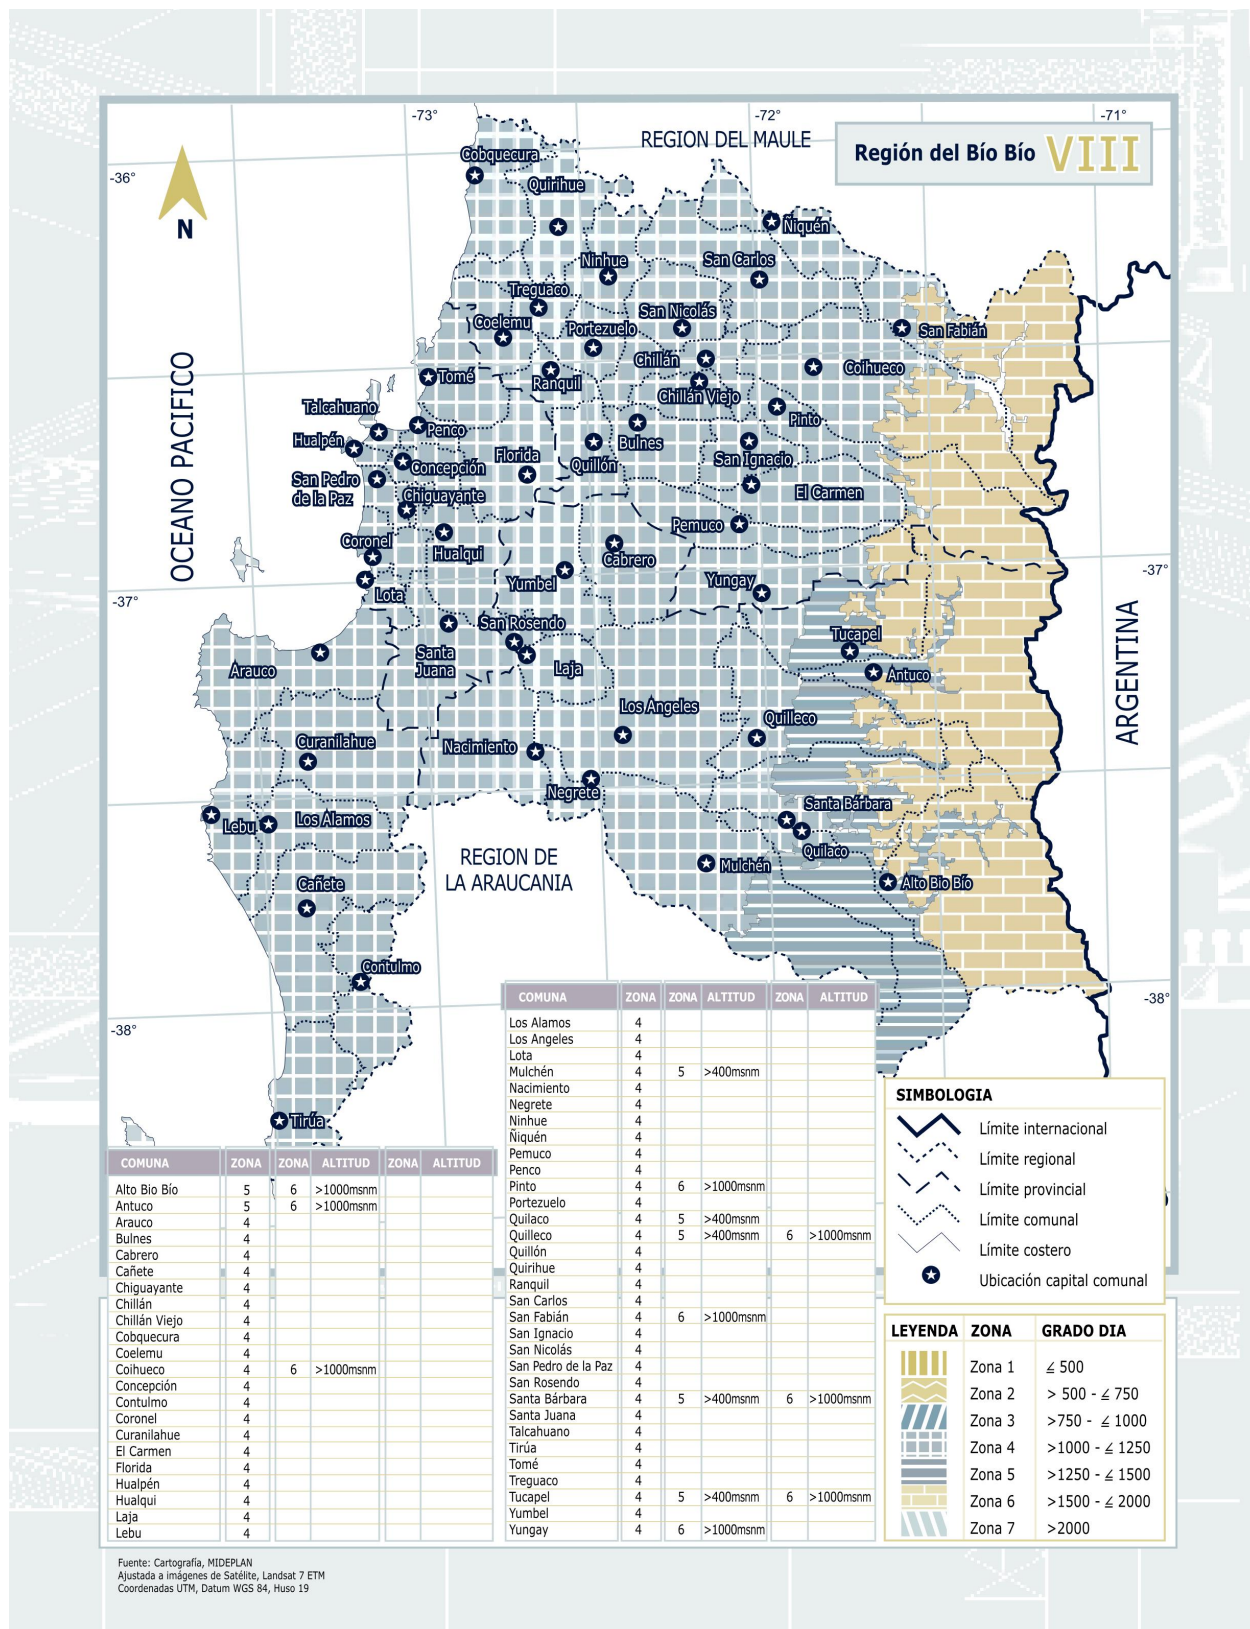 -73°
-72°
-71°
REGION DEL MAULE
Región del Bío Bío VIII
-36°
N
Cobquecura
Quirihue
Ñiquén
Ninhue
San Carlos
Treguaco
San Nicolás
Coelemu
Portezuelo
San Fabián
Chillán
Coihueco
Tomé
Ranquil
Chillán Viejo
OCEANO PACIFICO
Talcahuano
Pinto
Penco
Hualpén
Bulnes
Florida
San Ignacio
Concepción
Quillón
San Pedro
de la Paz
Chiguayante
El Carmen
Pemuco
Coronel
Hualqui
Cabrero
-37°
Yumbel
Yungay
-37°
Lota
San Rosendo
Tucapel
Santa
Juana
Arauco
Laja
Antuco
ARGENTINA
Los Angeles
Quilleco
Curanilahue
Nacimiento
Negrete
Santa Bárbara
Lebu
Los Alamos
Quilaco
REGION DE
LA ARAUCANIA
Mulchén
Alto Bio Bío
Cañete
Contulmo
-38°
-38°
Tirúa
COMUNA ZONA ZONA ALTITUD ZONA ALTITUD
Alto Bio Bío 5 6 >1000msnm
Antuco 5 6 >1000msnm
Arauco 4
Bulnes 4
Cabrero 4
Cañete 4
Chiguayante 4
Chillán 4
Chillán Viejo 4
Cobquecura 4
Coelemu 4
Coihueco 4 6 >1000msnm
Concepción 4
Contulmo 4
Coronel 4
Curanilahue 4
El Carmen 4
Florida 4
Hualpén 4
Hualqui 4
Laja 4
Lebu 4
COMUNA ZONA ZONA ALTITUD ZONA ALTITUD
Los Alamos 4
Los Angeles 4
Lota 4
Mulchén 4 5 >400msnm
Nacimiento 4
Negrete 4
Ninhue 4
Ñiquén 4
Pemuco 4
Penco 4
Pinto 4 6 >1000msnm
Portezuelo 4
Quilaco 4 5 >400msnm
Quilleco 4 5 >400msnm 6 >1000msnm
Quillón 4
Quirihue 4
Ranquil 4
San Carlos 4
San Fabián 4 6 >1000msnm
San Ignacio 4
San Nicolás 4
San Pedro de la Paz 4
San Rosendo 4
Santa Bárbara 4 5 >400msnm 6 >1000msnm
Santa Juana 4
Talcahuano 4
Tirúa 4
Tomé 4
Treguaco 4
Tucapel 4 5 >400msnm 6 >1000msnm
Yumbel 4
Yungay 4 6 >1000msnm
SIMBOLOGIA
Límite internacional
Límite regional
Límite provincial
Límite comunal
Límite costero
Ubicación capital comunal
LEYENDA ZONA GRADO DIA
Zona 1 ≤ 500
Zona 2 > 500 - ≤ 750
Zona 3 >750 - ≤ 1000
Zona 4 >1000 - ≤ 1250
Zona 5 >1250 - ≤ 1500
Zona 6 >1500 - ≤ 2000
Zona 7 >2000
Fuente: Cartografía, MIDEPLAN
Ajustada a imágenes de Satélite, Landsat 7 ETM
Coordenadas UTM, Datum WGS 84, Huso 19